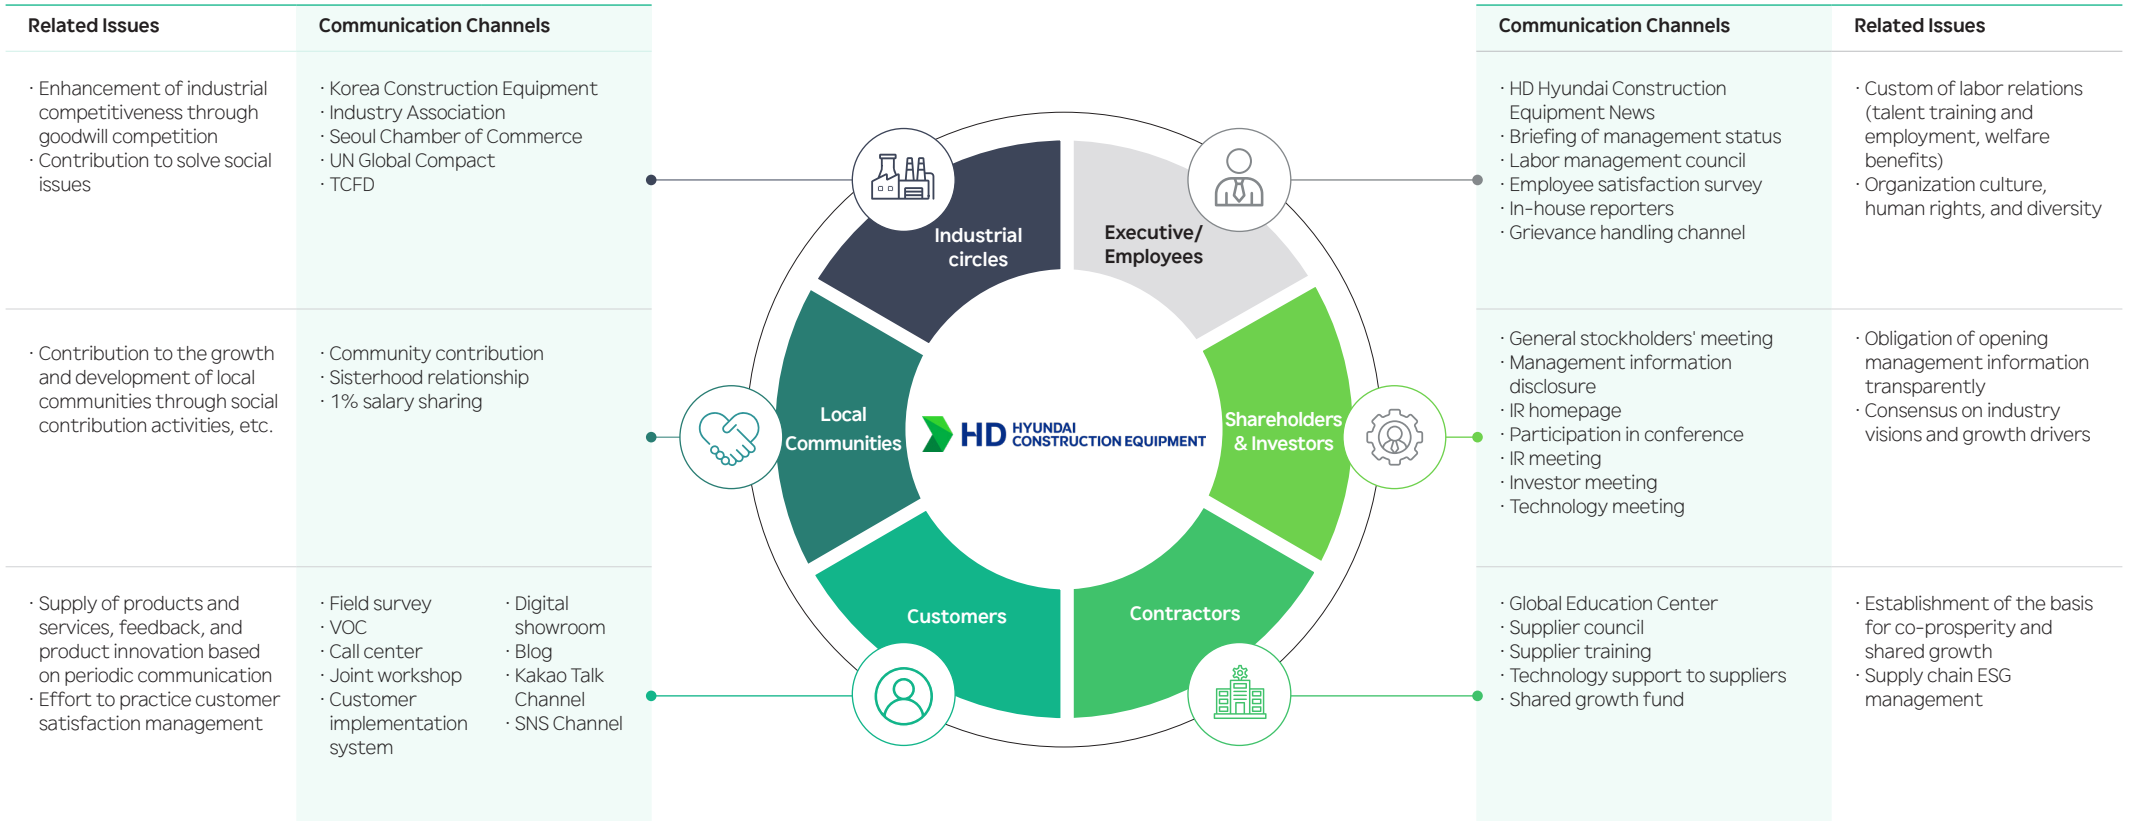 Related Issues
Communication Channels
· Enhancement of industrial
competitiveness through
goodwill competition
· Contribution to solve social
issues
· Korea Construction Equipment
· Industry Association
· Seoul Chamber of Commerce
· UN Global Compact
· TCFD
· Contribution to the growth
and development of local
communities through social
contribution activities, etc.
· Community contribution
· Sisterhood relationship
· 1% salary sharing
· Supply of products and
services, feedback, and
product innovation based
on periodic communication
· Effort to practice customer
satisfaction management
· Field survey
· VOC
· Call center
· Joint workshop
· Customer
implementation
system
· Digital
showroom
· Blog
· Kakao Talk
Channel
· SNS Channel
Industrial
circles
Executive/
Employees
Local
Communities
HD HYUNDAI
CONSTRUCTION EQUIPMENT
Shareholders
& Investors
Customers
Contractors
Communication Channels
Related Issues
· HD Hyundai Construction
Equipment News
· Briefing of management status
· Labor management council
· Employee satisfaction survey
· In-house reporters
· Grievance handling channel
· Custom of labor relations
(talent training and
employment, welfare
benefits)
· Organization culture,
human rights, and diversity
· General stockholders' meeting
· Management information
disclosure
· IR homepage
· Participation in conference
· IR meeting
· Investor meeting
· Technology meeting
· Obligation of opening
management information
transparently
· Consensus on industry
visions and growth drivers
· Global Education Center
· Supplier council
· Supplier training
· Technology support to suppliers
· Shared growth fund
· Establishment of the basis
for co-prosperity and
shared growth
· Supply chain ESG
management